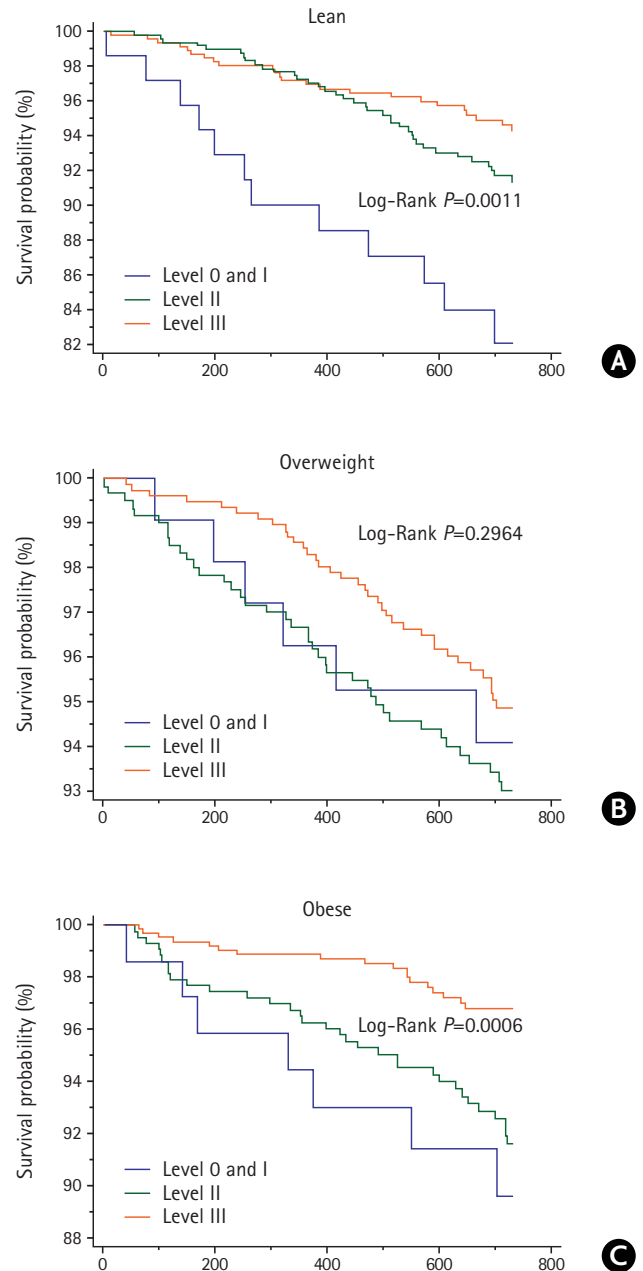 Lean
Survival probability (%)
100
98
96
94
92
90
88
86
84
82
Log-Rank P=0.0011
Level 0 and I
Level II
Level III
0
200
400
600
800
A
Overweight
Survival probability (%)
100
99
98
97
96
95
94
93
Log-Rank P=0.2964
Level 0 and I
Level II
Level III
0
200
400
600
800
B
Obese
Survival probability (%)
100
98
96
94
92
90
88
Log-Rank P=0.0006
Level 0 and I
Level II
Level III
0
200
400
600
800
C